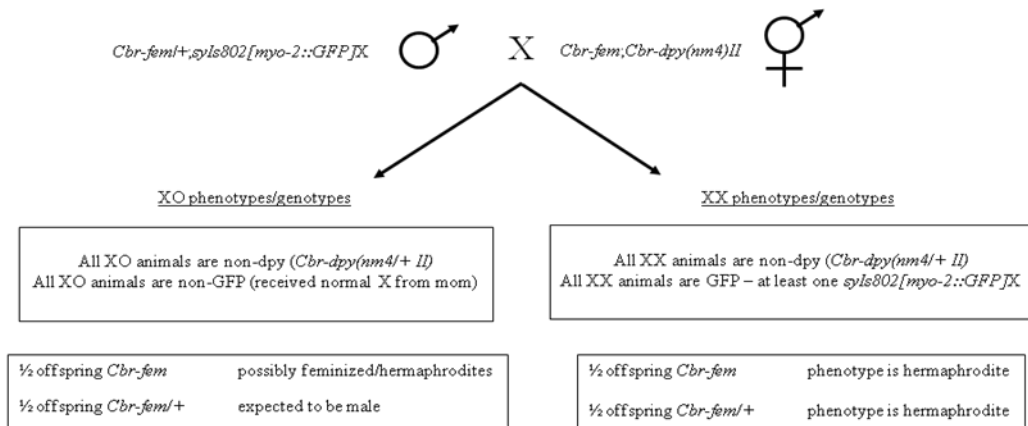 Cbr-fem/+;syIs802[myo-2::GFP]X X Cbr-fem;Cbr-dpy(nm4)II
XO phenotypes/genotypes
All XO animals are non-dpy (Cbr-dpy(nm4/+ II)
All XO animals are non-GFP (received normal X from mom)
½ offspring Cbr-fem possibly feminized/hermaphrodites
½ offspring Cbr-fem/+ expected to be male
XX phenotypes/genotypes
All XX animals are non-dpy (Cbr-dpy(nm4/+ II)
All XX animals are GFP – at least one syIs802[myo-2::GFP]X
½ offspring Cbr-fem phenotype is hermaphrodite
½ offspring Cbr-fem/+ phenotype is hermaphrodite